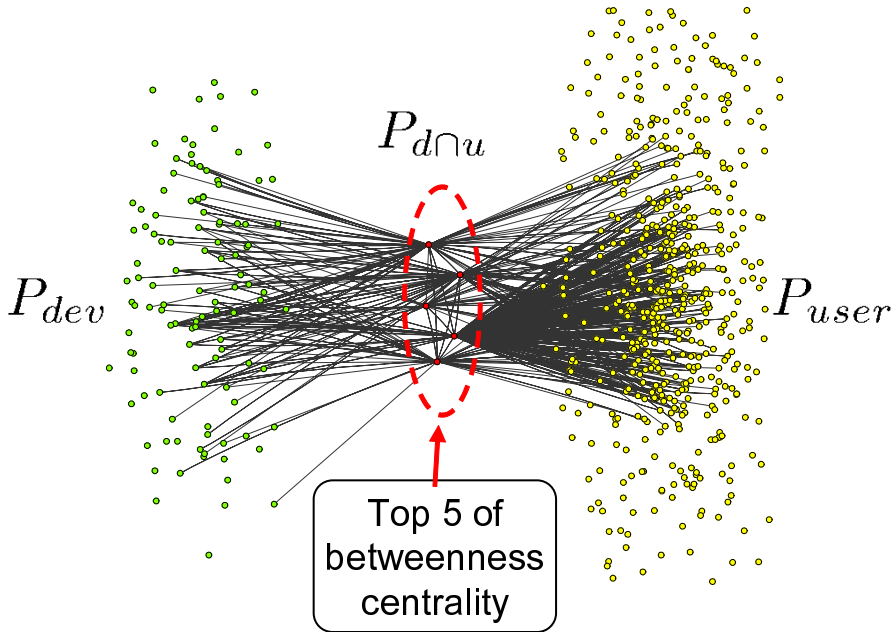 P_{d∩u}
P_{dev}
P_{user}
Top 5 of
betweenness
centrality